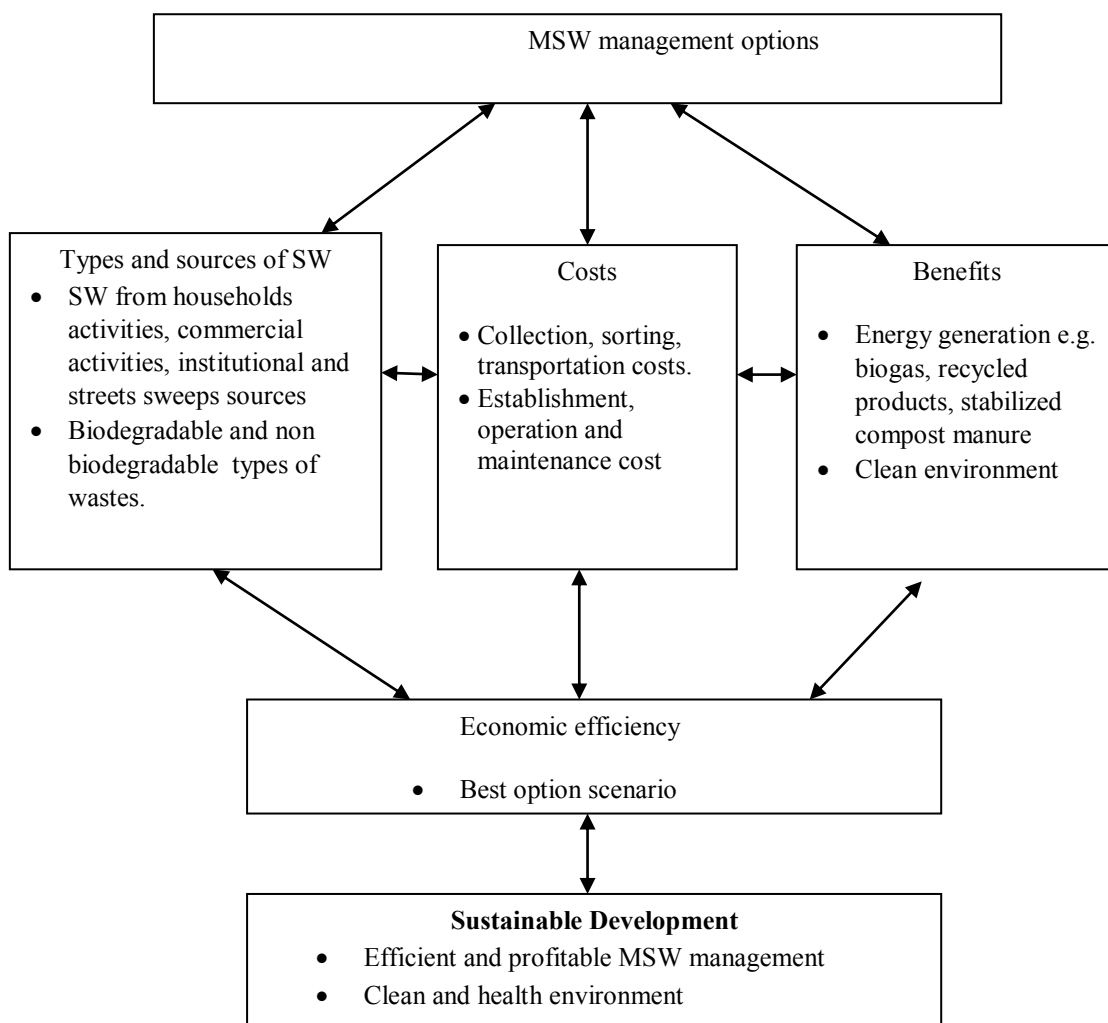 MSW management options
Types and sources of SW
• SW from households
activities, commercial
activities, institutional and
streets sweeps sources
• Biodegradable and non
biodegradable types of
wastes.
Costs
• Collection, sorting,
transportation costs.
• Establishment,
operation and
maintenance cost
Benefits
• Energy generation e.g.
biogas, recycled
products, stabilized
compost manure
• Clean environment
Economic efficiency
• Best option scenario
Sustainable Development
• Efficient and profitable MSW management
• Clean and health environment